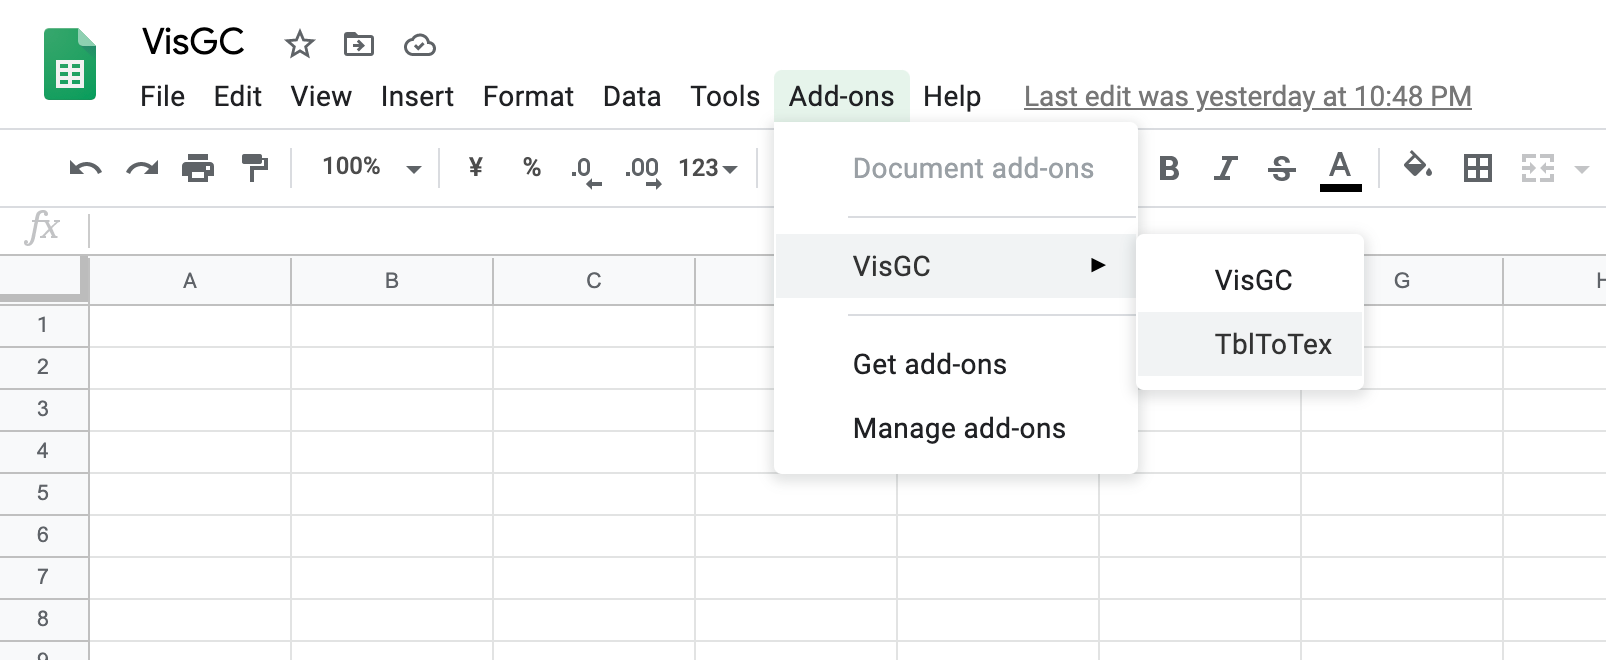 VisGC
File Edit View Insert Format Data Tools Add-ons Help Last edit was yesterday at 10:48 PM
100% ¥ % .0 .00 123 B I S A
fx
Document add-ons
VisGC
VisGC
TblToTex
Get add-ons
Manage add-ons
A B C G H
1
2
3
4
5
6
7
8
9